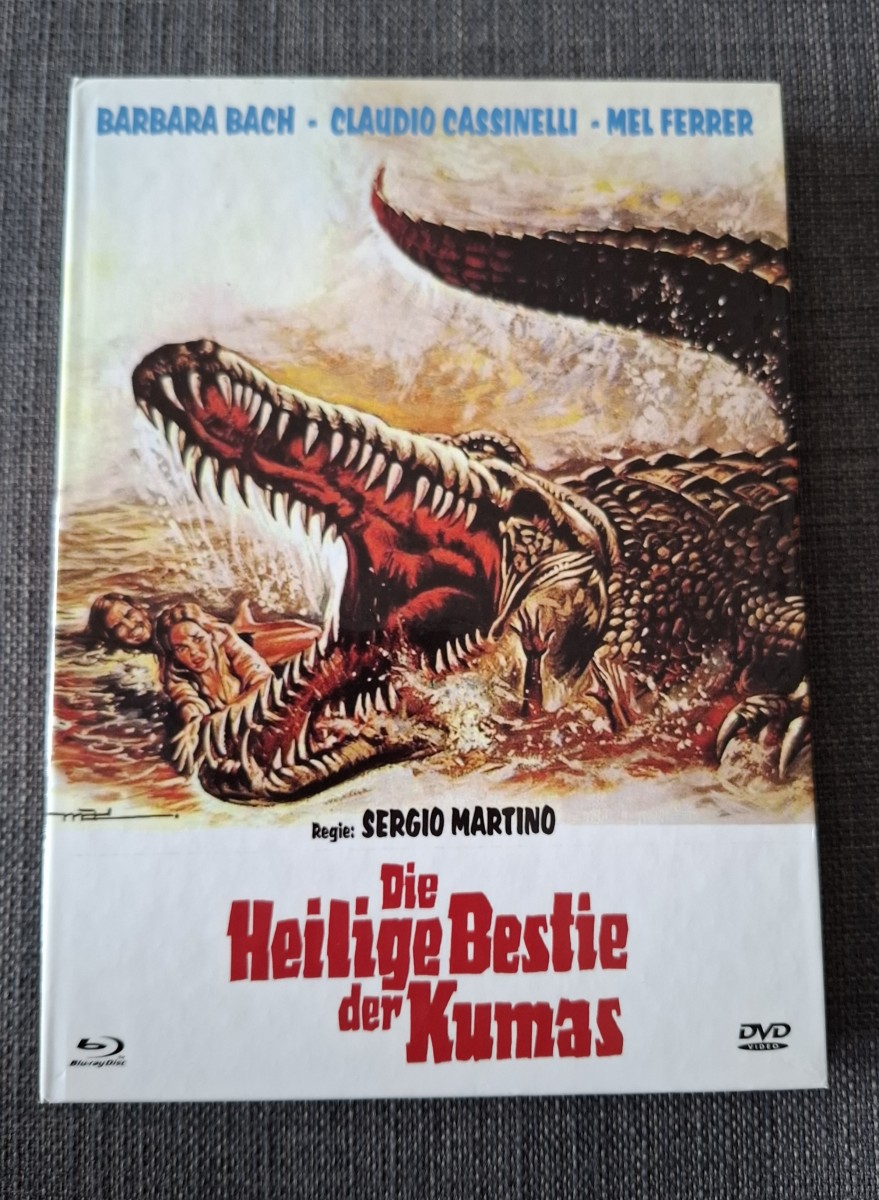 BARBARA BACH - CLAUDIO CASSINELLI - MEL FERRER
Regie: SERGIO MARTINO
Die
Heilige Bestie
der Kumas
Blu-ray Disc
DVD
VIDEO